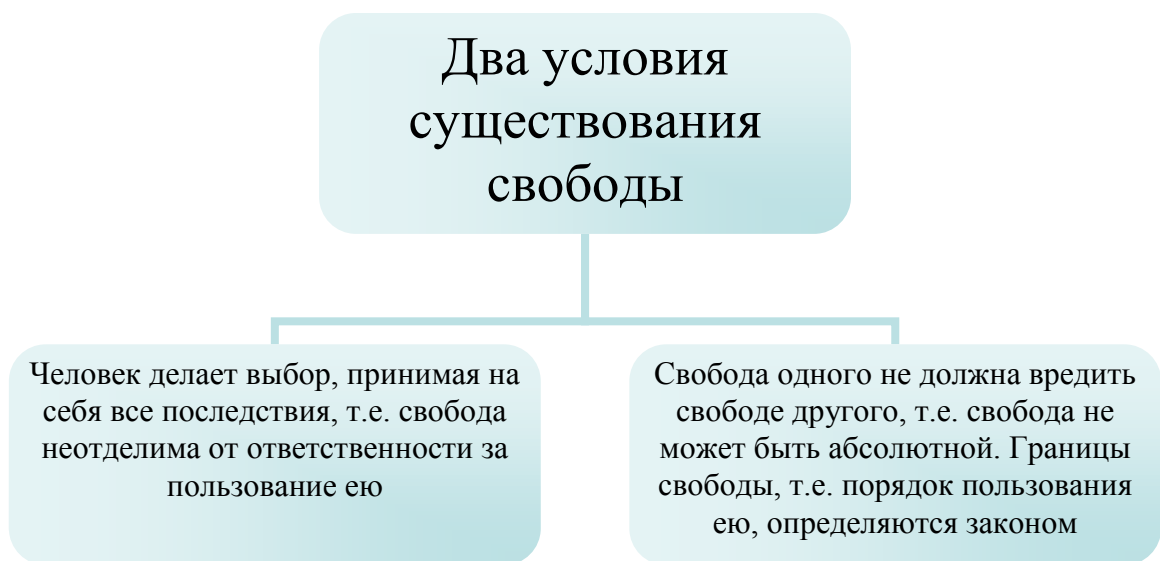 Два условия
существования
свободы
Человек делает выбор, принимая на
себя все последствия, т.е. свобода
неотделима от ответственности за
пользование ею
Свобода одного не должна вредить
свободе другого, т.е. свобода не
может быть абсолютной. Границы
свободы, т.е. порядок пользования
ею, определяются законом